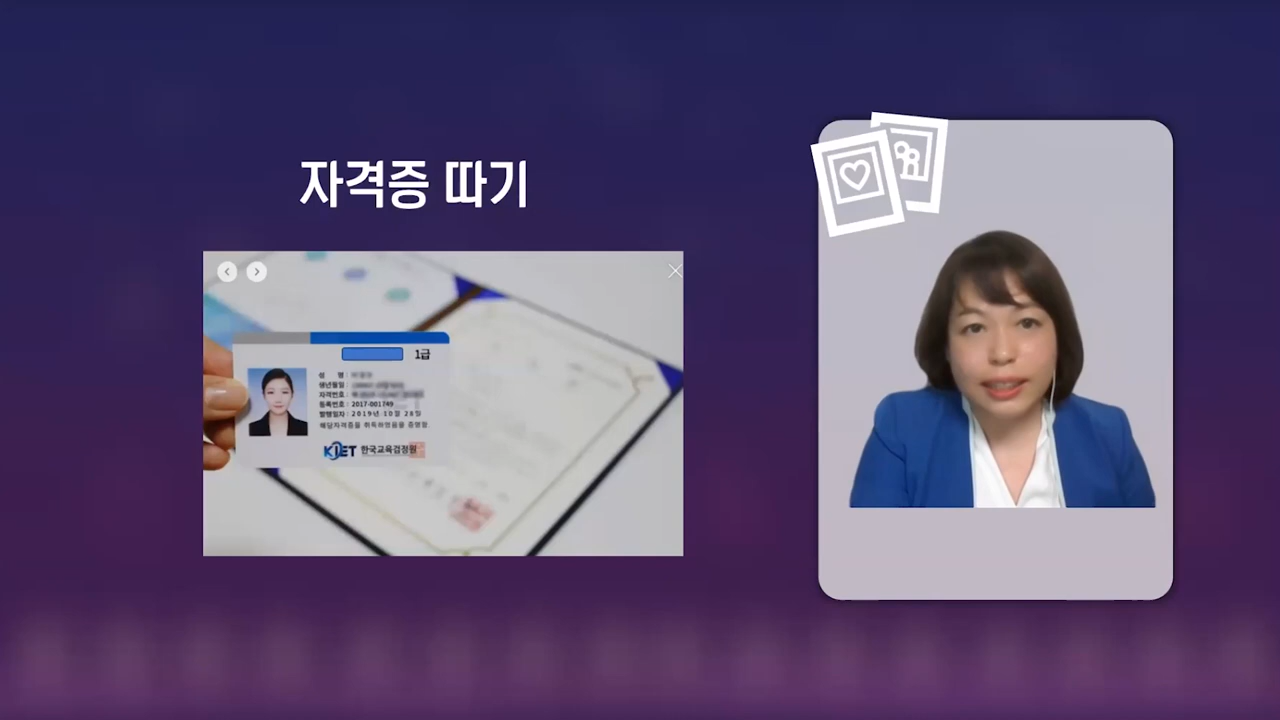 자격증 따기
1급
성 명 :
생년월일 :
자격번호 :
등록번호 : 2017-001749
발행일자 : 2019년 10월 28일
해당자격증을 취득하였음을 증명함.
KIET 한국교육검정원